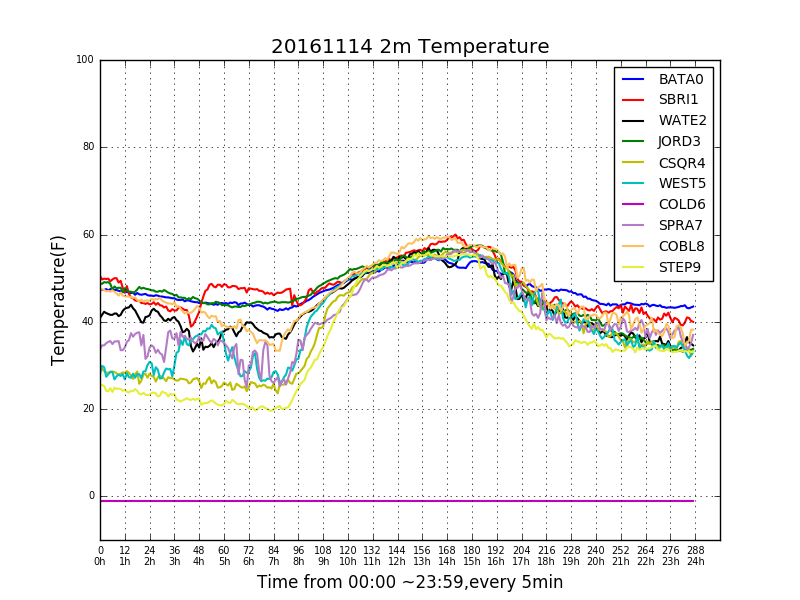 20161114 2m Temperature
100
80
60
40
20
0
Temperature(F)
BATA0
SBRI1
WATE2
JORD3
CSQR4
WEST5
COLD6
SPRA7
COBL8
STEP9
0 12 24 36 48 60 72 84 96 108 120 132 144 156 168 180 192 204 216 228 240 252 264 276 288
0h 1h 2h 3h 4h 5h 6h 7h 8h 9h 10h 11h 12h 13h 14h 15h 16h 17h 18h 19h 20h 21h 22h 23h 24h
Time from 00:00 ~23:59,every 5min